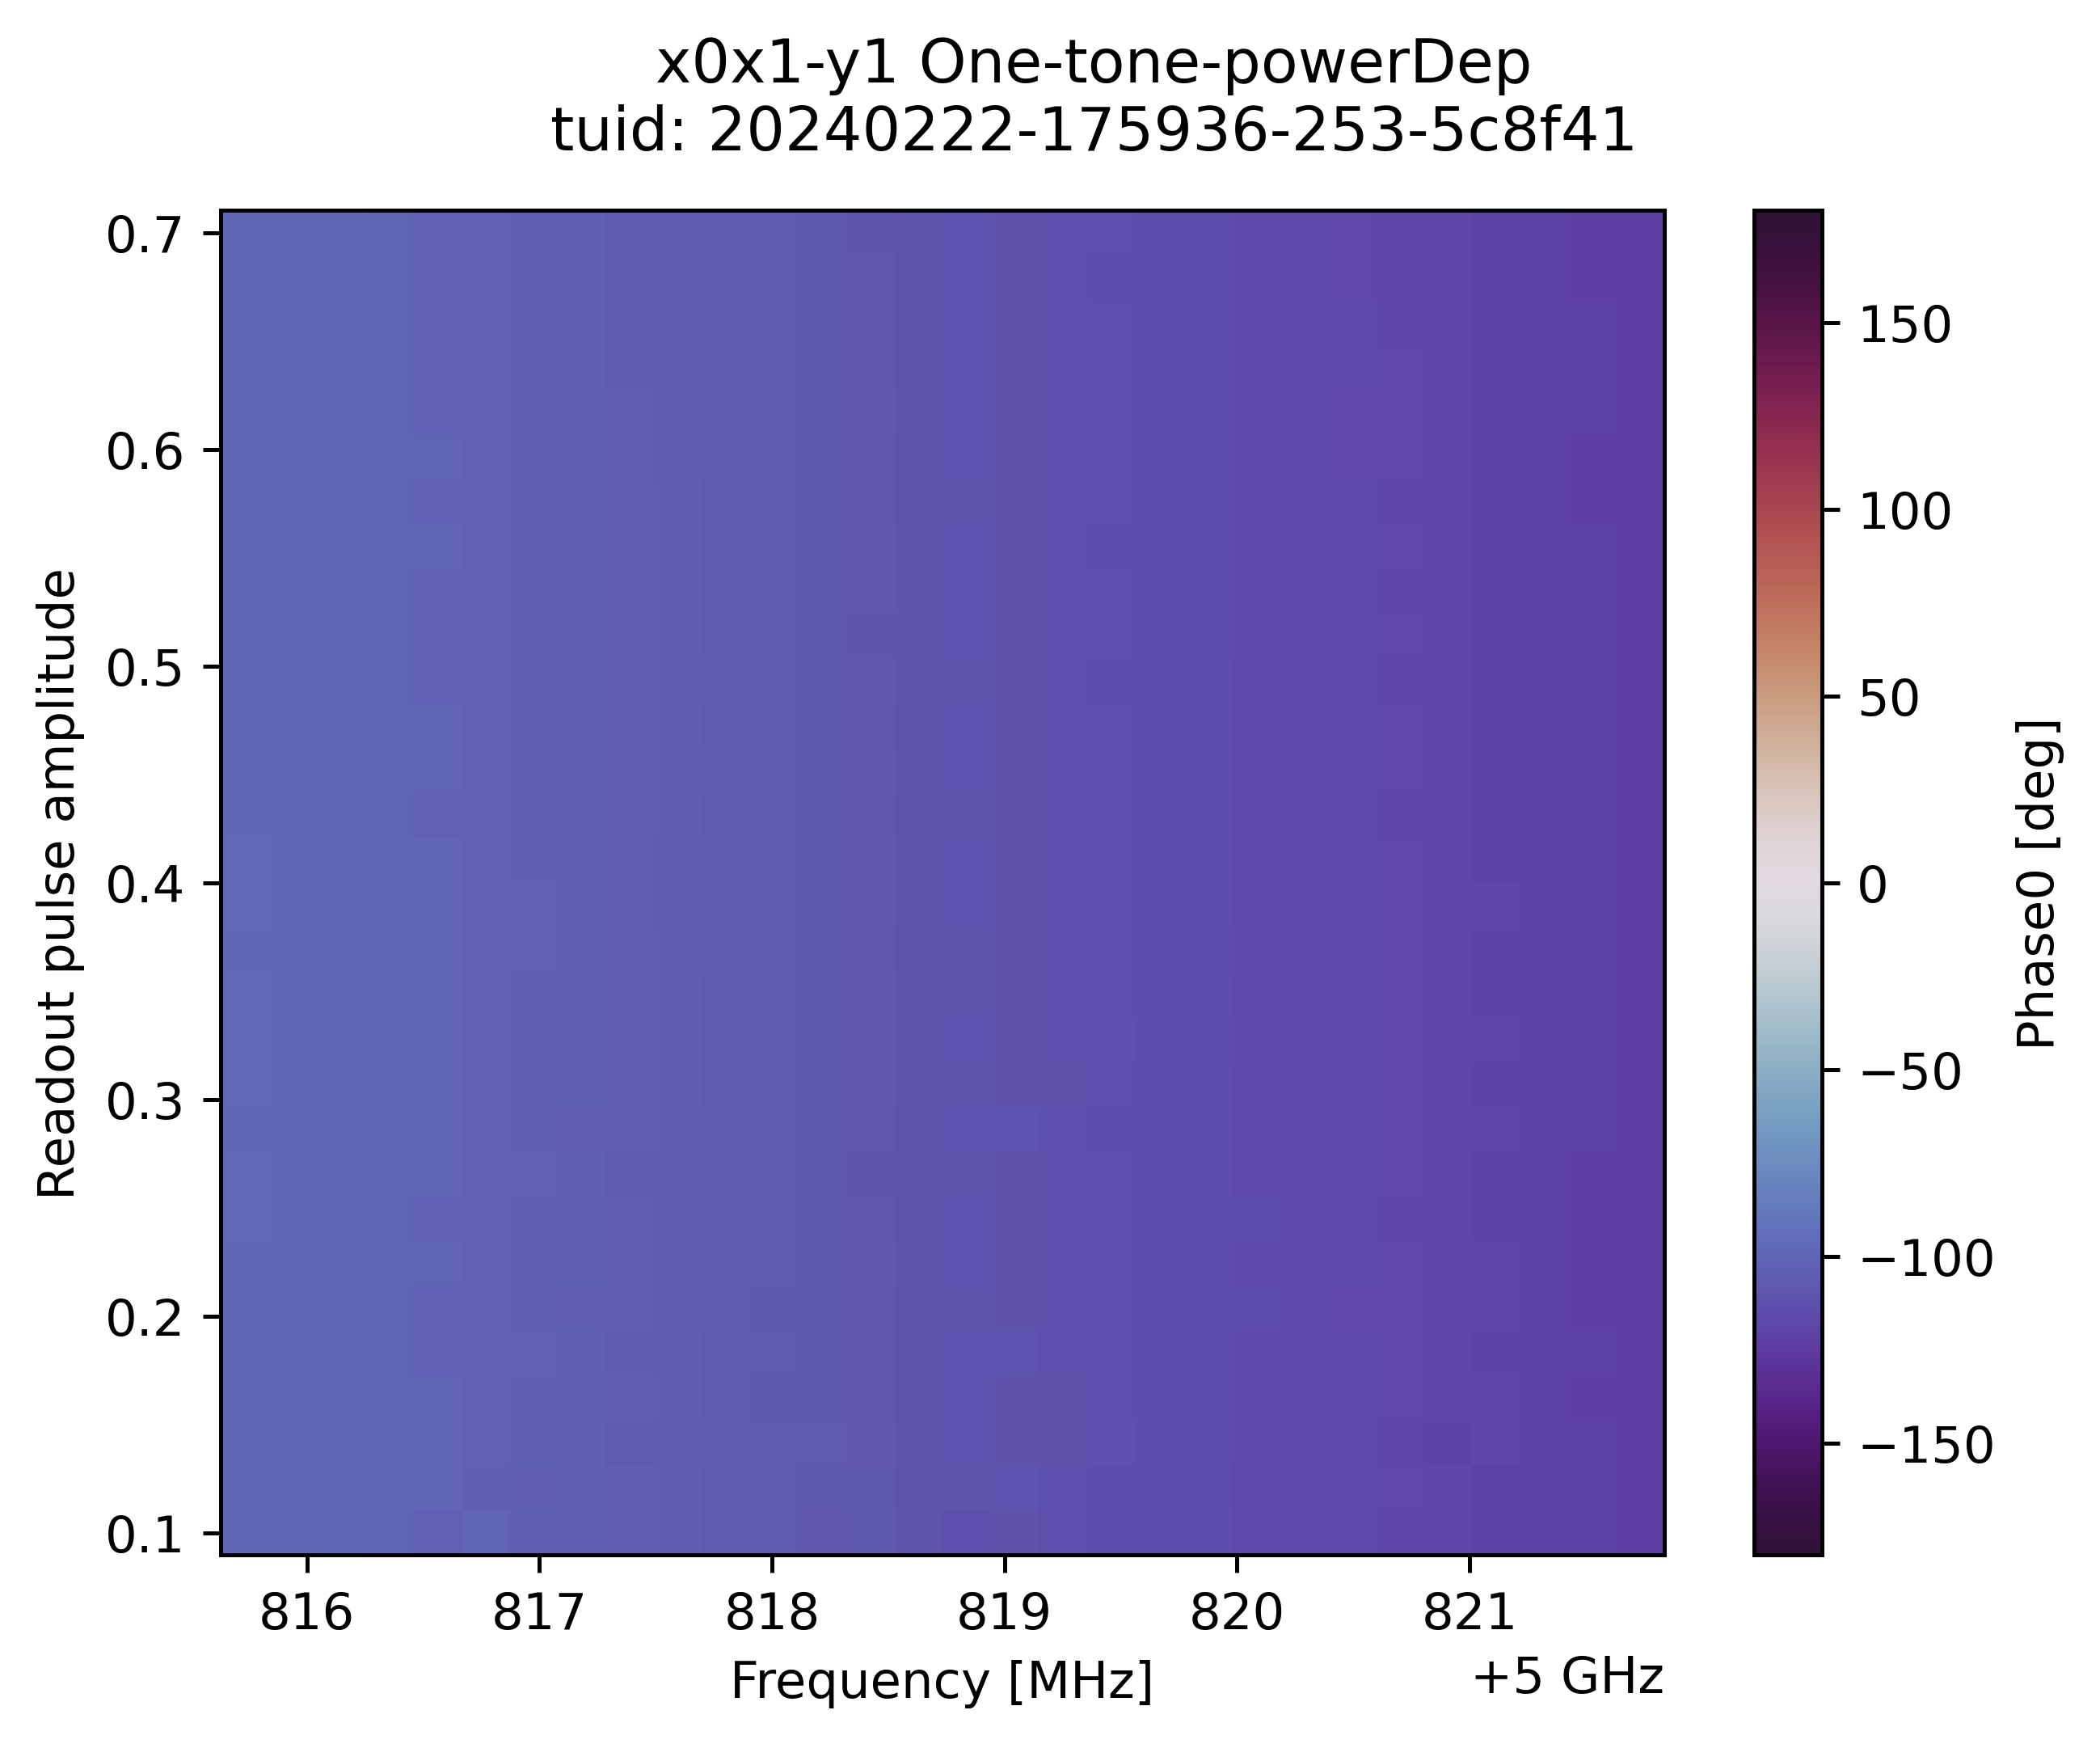 x0x1-y1 One-tone-powerDep
tuid: 20240222-175936-253-5c8f41
Readout pulse amplitude
0.7
0.6
0.5
0.4
0.3
0.2
0.1
816 817 818 819 820 821
Frequency [MHz]
+5 GHz
150
100
50
0
−50
−100
−150
Phase0 [deg]